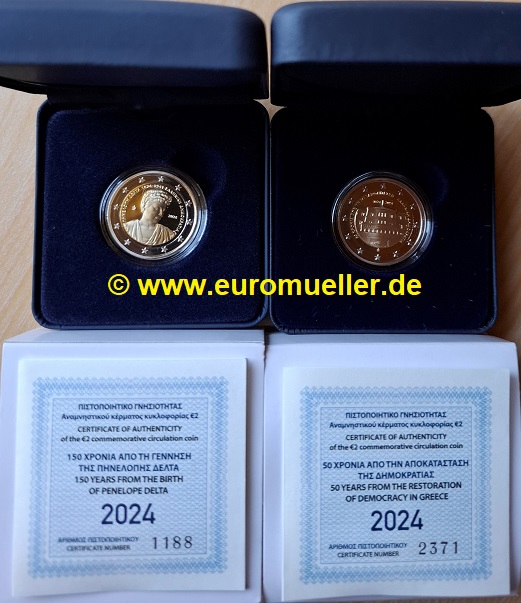 2024
© www.euromueller.de
ΠΙΣΤΟΠΟΙΗΤΙΚΟ ΓΝΗΣΙΟΤΗΤΑΣ
Αναμνηστικού κέρματος κυκλοφορίας €2
CERTIFICATE OF AUTHENTICITY
of the €2 commemorative circulation coin
150 ΧΡΟΝΙΑ ΑΠΟ ΤΗ ΓΕΝΝΗΣΗ
ΤΗΣ ΠΗΝΕΛΟΠΗΣ ΔΕΛΤΑ
150 YEARS FROM THE BIRTH
OF PENELOPE DELTA
2024
ΑΡΙΘΜΟΣ ΠΙΣΤΟΠΟΙΗΤΙΚΟΥ
CERTIFICATE NUMBER 1188
ΠΙΣΤΟΠΟΙΗΤΙΚΟ ΓΝΗΣΙΟΤΗΤΑΣ
Αναμνηστικού κέρματος κυκλοφορίας €2
CERTIFICATE OF AUTHENTICITY
of the €2 commemorative circulation coin
50 ΧΡΟΝΙΑ ΑΠΟ ΤΗΝ ΑΠΟΚΑΤΑΣΤΑΣΗ
ΤΗΣ ΔΗΜΟΚΡΑΤΙΑΣ
50 YEARS FROM THE RESTORATION
OF DEMOCRACY IN GREECE
2024
ΑΡΙΘΜΟΣ ΠΙΣΤΟΠΟΙΗΤΙΚΟΥ
CERTIFICATE NUMBER 2371